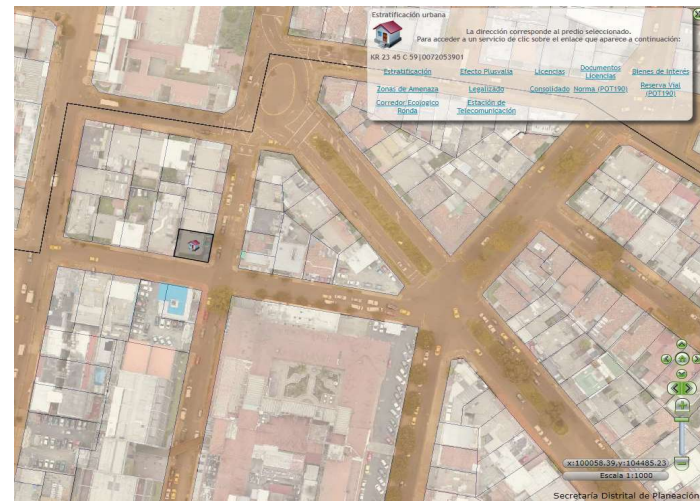 Estratificación urbana
La dirección corresponde al predio seleccionado.
Para acceder a un servicio de clic sobre el enlace que aparece a continuación:
KR 23 45 C 59|0072053901
Estratificación Efecto Plusvalia Licencias Documentos Licencias Bienes de Interés
Zonas de Amenaza Legalizado Consolidado Norma (POT190) Reserva Vial (POT190)
Corredor Ecologico Ronda Estación de Telecomunicación
x:100058.39,y:104485.23
Escala 1:1000
Secretaría Distrital de Planeación